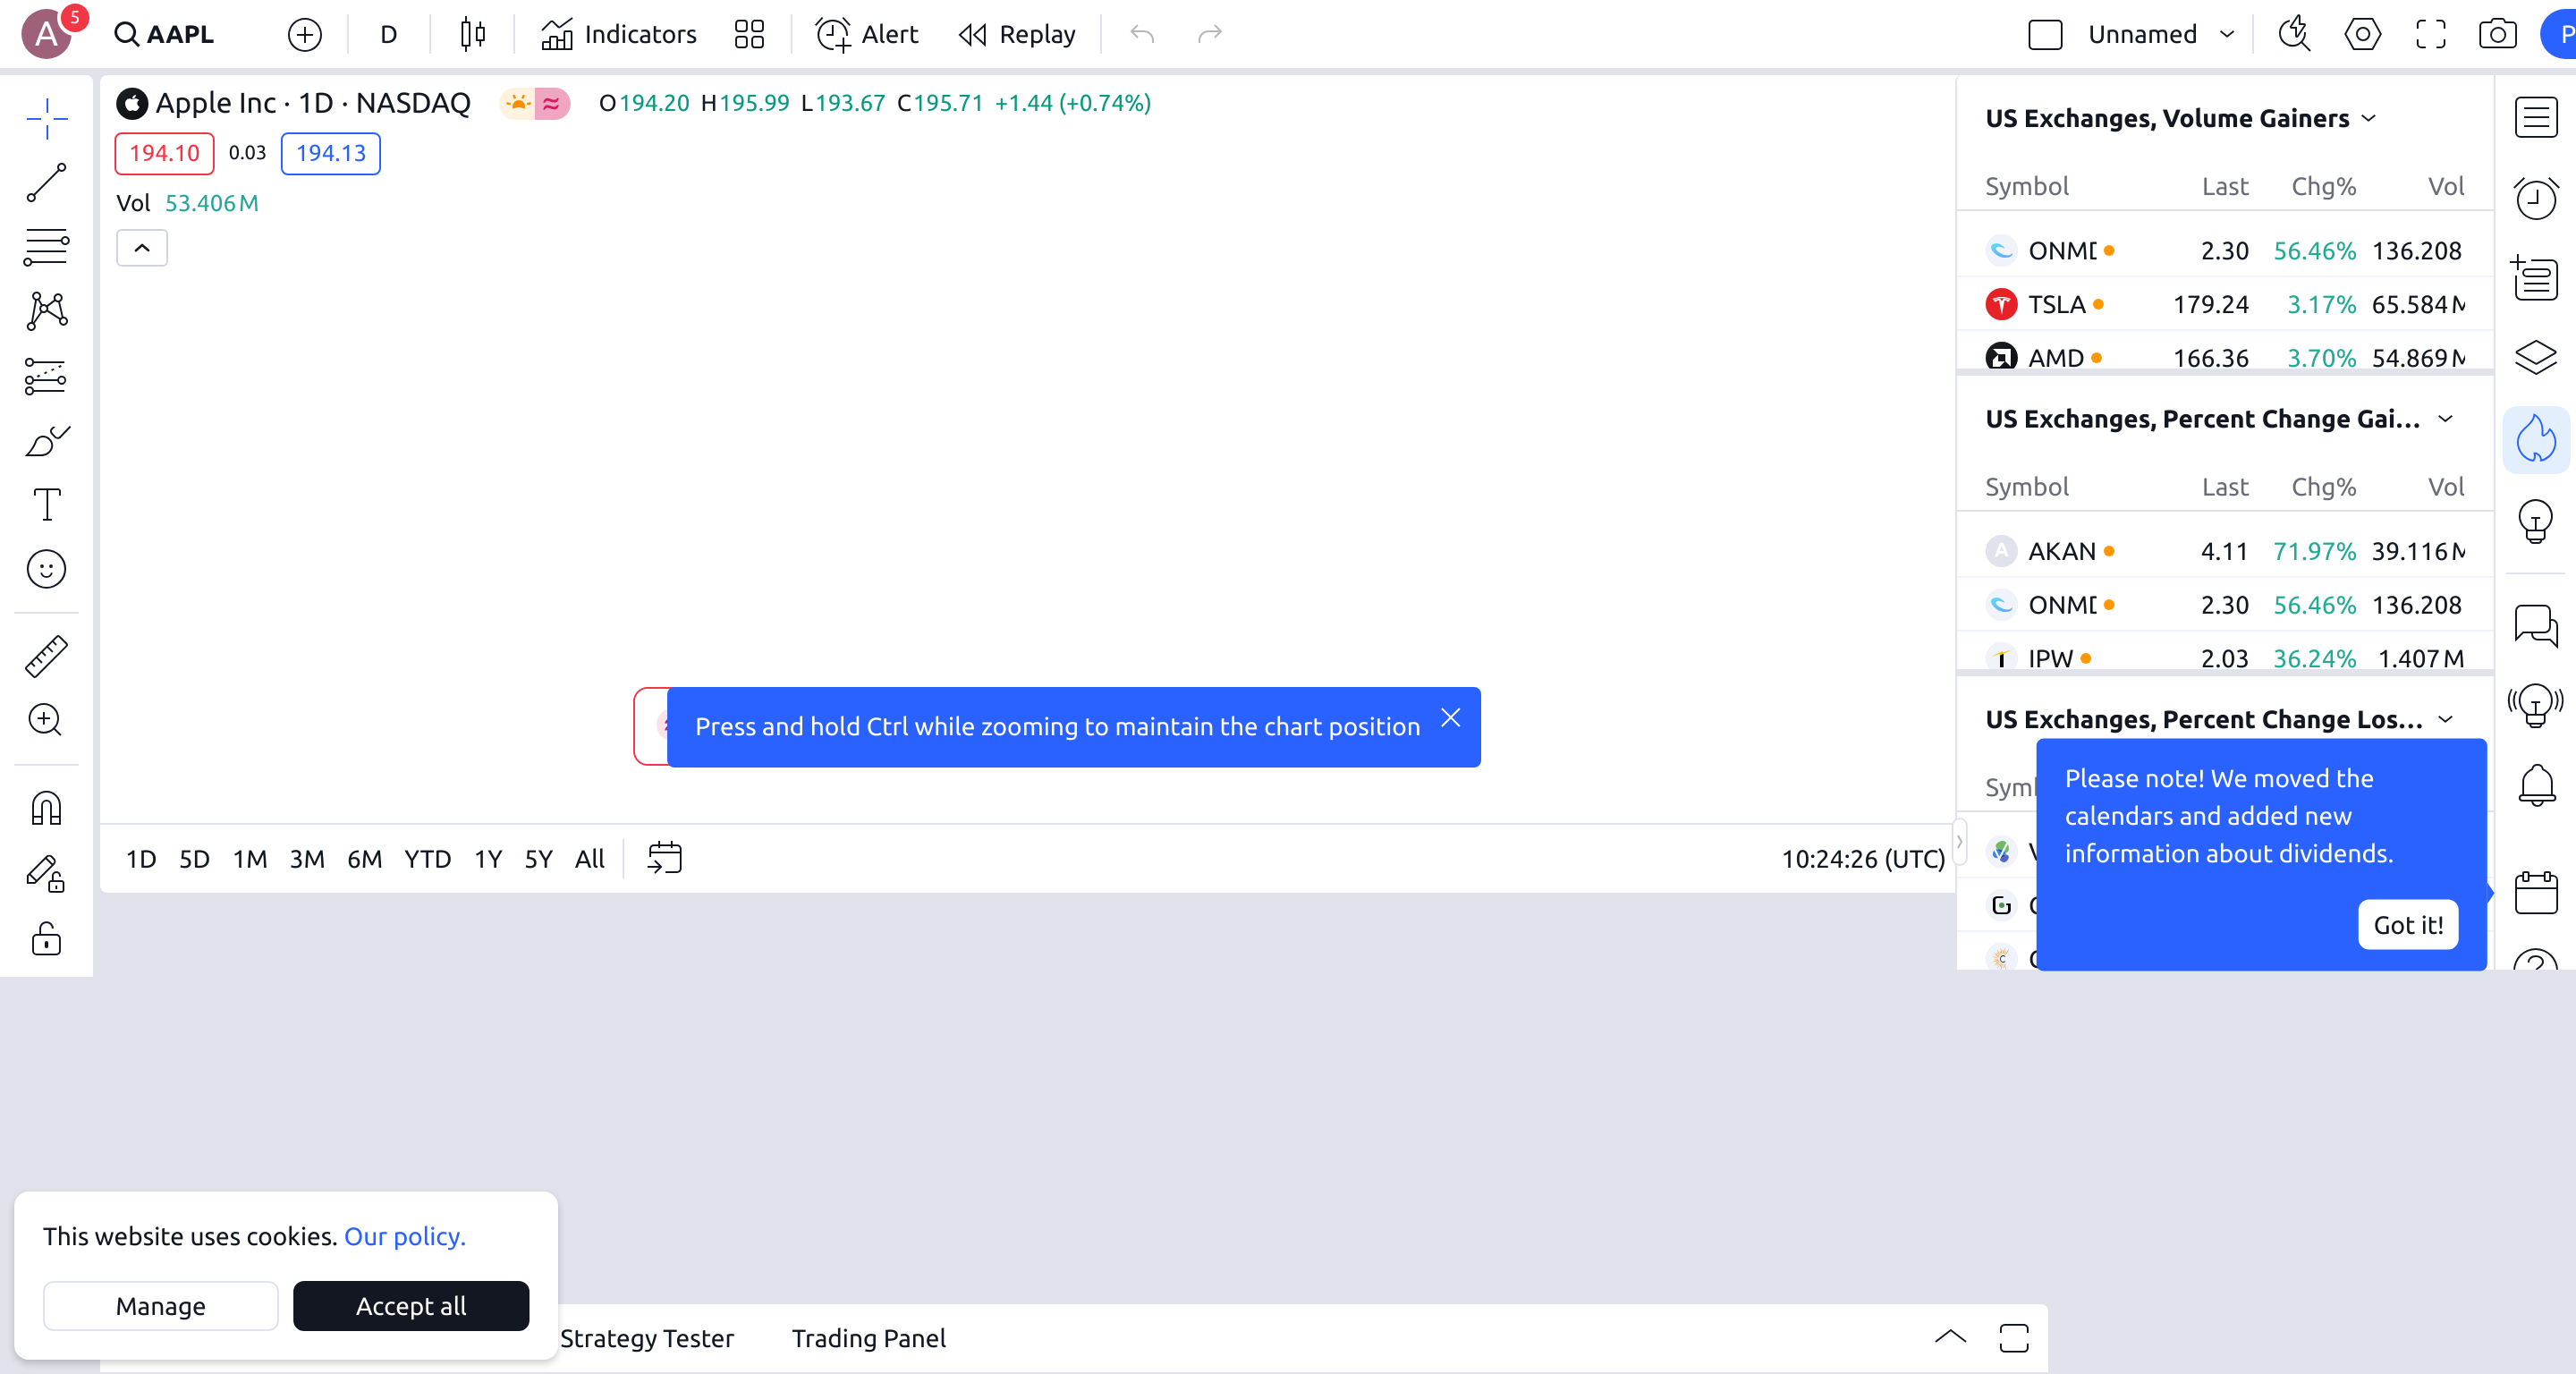 A 5 AAPL D Indicators Alert Replay Unnamed
Apple Inc · 1D · NASDAQ O194.20 H195.99 L193.67 C195.71 +1.44 (+0.74%)
194.10 0.03 194.13
Vol 53.406M
1D 5D 1M 3M 6M YTD 1Y 5Y All 10:24:26 (UTC)
Press and hold Ctrl while zooming to maintain the chart position
US Exchanges, Volume Gainers
Symbol Last Chg% Vol
2.30 56.46% 136.208
TSLA 179.24 3.17% 65.584
AMD 166.36 3.70% 54.869
US Exchanges, Percent Change Gai...
Symbol Last Chg% Vol
A AKAN 4.11 71.97% 39.116
2.30 56.46% 136.208
IPW 2.03 36.24% 1.407M
US Exchanges, Percent Change Los...
Please note! We moved the
calendars and added new
information about dividends.
Got it!
This website uses cookies. Our policy.
Manage Accept all
Strategy Tester Trading Panel